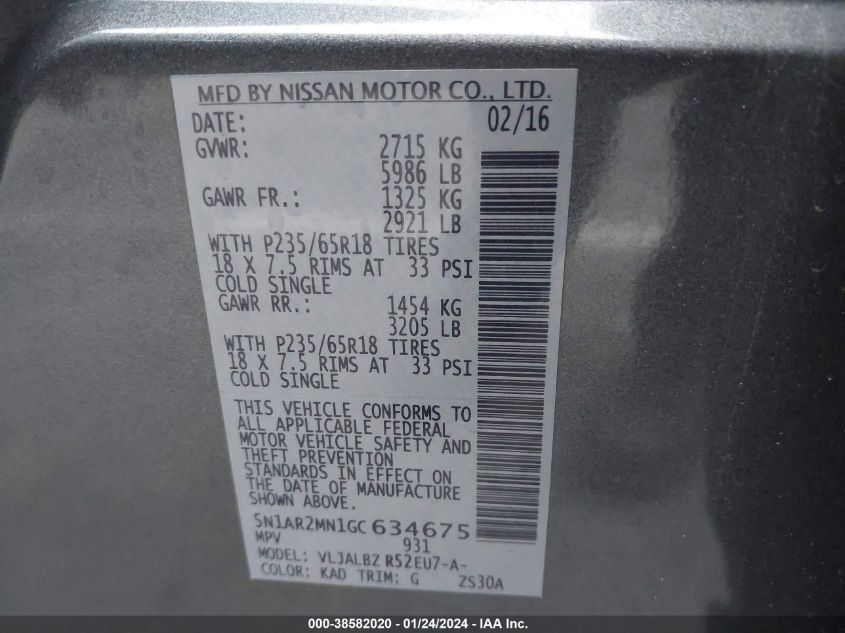 MFD BY NISSAN MOTOR CO., LTD.
DATE: 02/16
GVWR: 2715 KG
5986 LB
GAWR FR.: 1325 KG
2921 LB
WITH P235/65R18 TIRES
18 X 7.5 RIMS AT 33 PSI
COLD SINGLE
GAWR RR.: 1454 KG
3205 LB
WITH P235/65R18 TIRES
18 X 7.5 RIMS AT 33 PSI
COLD SINGLE
THIS VEHICLE CONFORMS TO
ALL APPLICABLE FEDERAL
MOTOR VEHICLE SAFETY AND
THEFT PREVENTION
STANDARDS IN EFFECT ON
THE DATE OF MANUFACTURE
SHOWN ABOVE.
5N1AR2MN1GC634675
MPV 931
MODEL: VLJALBZ R52EU7-A-
COLOR: KAD TRIM: G ZS30A
000-38582020 - 01/24/2024 - IAA Inc.